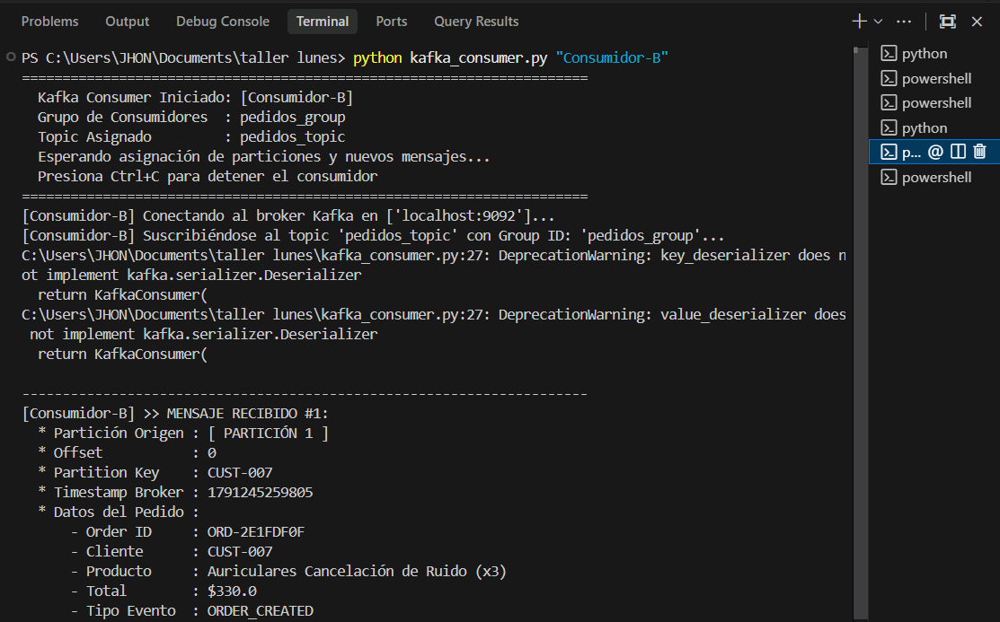 Problems Output Debug Console Terminal Ports Query Results
PS C:\Users\JHON\Documents\taller lunes> python kafka_consumer.py "Consumidor-B"
======================================================================
Kafka Consumer Iniciado: [Consumidor-B]
Grupo de Consumidores : pedidos_group
Topic Asignado : pedidos_topic
Esperando asignación de particiones y nuevos mensajes...
Presiona Ctrl+C para detener el consumidor
======================================================================
[Consumidor-B] Conectando al broker Kafka en ['localhost:9092']...
[Consumidor-B] Suscribiéndose al topic 'pedidos_topic' con Group ID: 'pedidos_group'...
C:\Users\JHON\Documents\taller lunes\kafka_consumer.py:27: DeprecationWarning: key_deserializer does n
ot implement kafka.serializer.Deserializer
return KafkaConsumer(
C:\Users\JHON\Documents\taller lunes\kafka_consumer.py:27: DeprecationWarning: value_deserializer does
not implement kafka.serializer.Deserializer
return KafkaConsumer(
----------------------------------------------------------------------
[Consumidor-B] >> MENSAJE RECIBIDO #1:
* Partición Origen : [ PARTICIÓN 1 ]
* Offset : 0
* Partition Key : CUST-007
* Timestamp Broker : 1791245259805
* Datos del Pedido :
- Order ID : ORD-2E1FDF0F
- Cliente : CUST-007
- Producto : Auriculares Cancelación de Ruido (x3)
- Total : $330.0
- Tipo Evento : ORDER_CREATED
python
powershell
powershell
python
p...
powershell